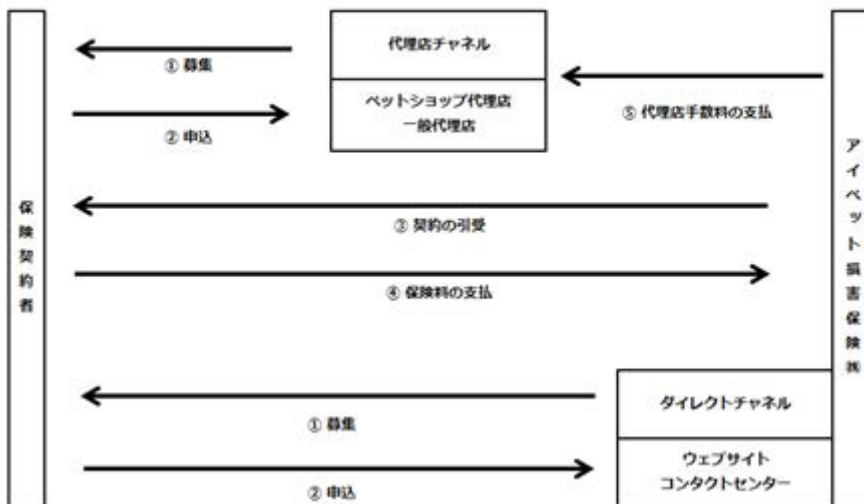 代理店チャネル
① 募集
ペットショップ代理店
一般代理店
② 申込
⑤ 代理店手数料の支払
保険契約者
アイペット損害保険㈱
③ 契約の引受
④ 保険料の支払
ダイレクトチャネル
① 募集
ウェブサイト
コンタクトセンター
② 申込